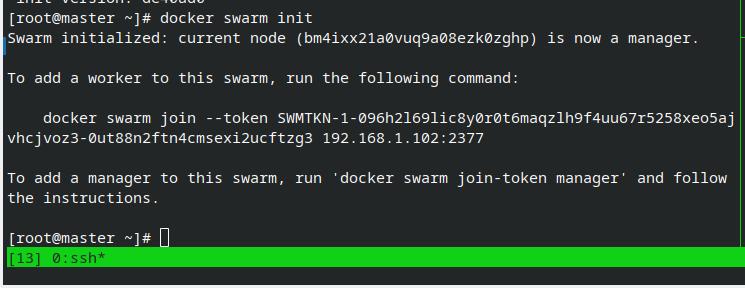 [root@master ~]# docker swarm init
Swarm initialized: current node (bm4ixx21a0vuq9a08ezk0zghp) is now a manager.
To add a worker to this swarm, run the following command:
docker swarm join --token SWMTKN-1-096h2l69lic8y0r0t6maqzlh9f4uu67r5258xeo5aj
vhcjvoz3-0ut88n2ftn4cmsexi2ucftzg3 192.168.1.102:2377
To add a manager to this swarm, run 'docker swarm join-token manager' and follow
the instructions.
[root@master ~]#
[13] 0:ssh*